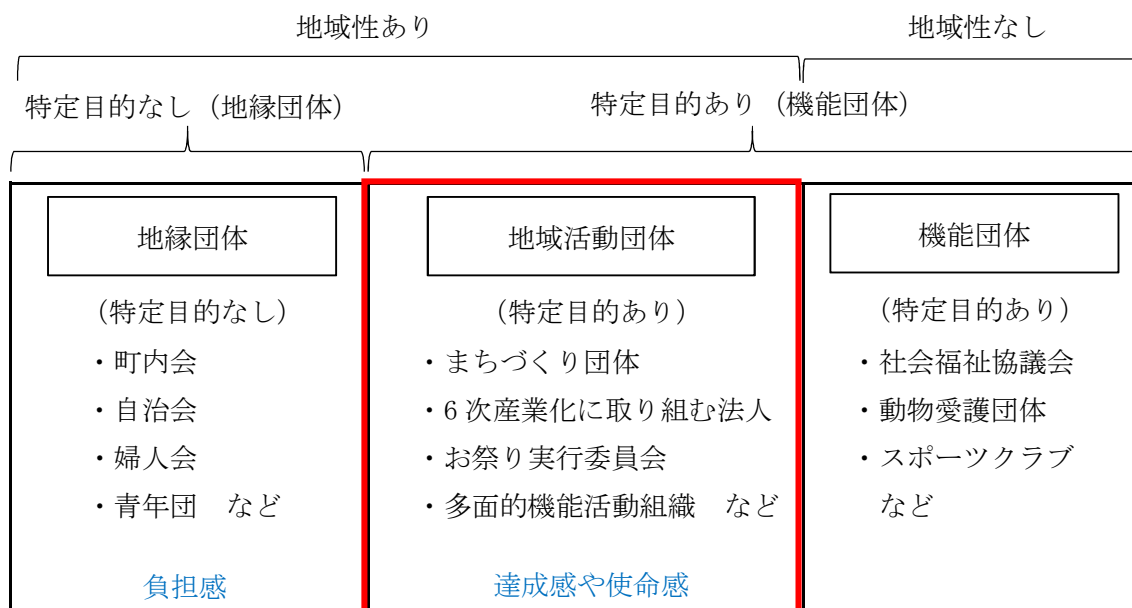 地域性あり
地域性なし
特定目的なし（地縁団体）
特定目的あり（機能団体）
地縁団体
（特定目的なし）
・町内会
・自治会
・婦人会
・青年団　など
負担感
地域活動団体
（特定目的あり）
・まちづくり団体
・6 次産業化に取り組む法人
・お祭り実行委員会
・多面的機能活動組織　など
達成感や使命感
機能団体
（特定目的あり）
・社会福祉協議会
・動物愛護団体
・スポーツクラブ
など